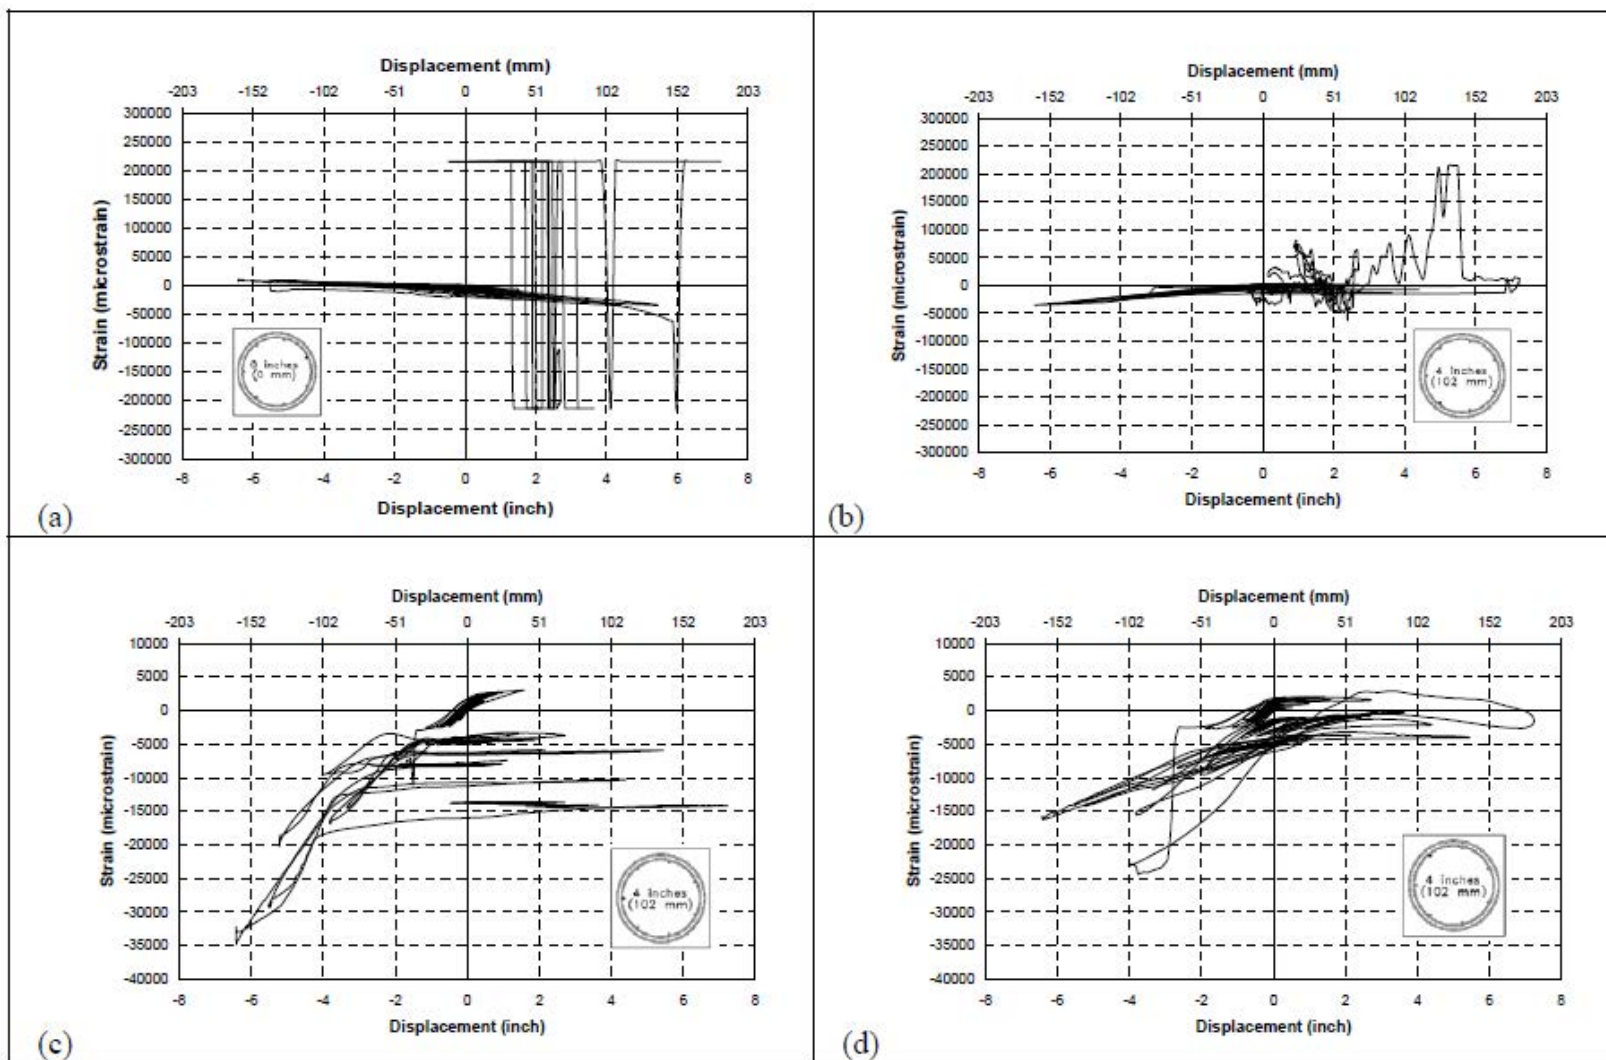 Displacement (mm)
-203 -152 -102 -51 0 51 102 152 203
300000
250000
200000
150000
100000
50000
0
-50000
-100000
-150000
-200000
-250000
-300000
Strain (microstrain)
0 inches
(0 mm)
-8 -6 -4 -2 0 2 4 6 8
Displacement (inch)
(a)
Displacement (mm)
-203 -152 -102 -51 0 51 102 152 203
300000
250000
200000
150000
100000
50000
0
-50000
-100000
-150000
-200000
-250000
-300000
Strain (microstrain)
4 inches
(102 mm)
-8 -6 -4 -2 0 2 4 6 8
Displacement (inch)
(b)
Displacement (mm)
-203 -152 -102 -51 0 51 102 152 203
10000
5000
0
-5000
-10000
-15000
-20000
-25000
-30000
-35000
-40000
Strain (microstrain)
4 inches
(102 mm)
-8 -6 -4 -2 0 2 4 6 8
Displacement (inch)
(c)
Displacement (mm)
-203 -152 -102 -51 0 51 102 152 203
10000
5000
0
-5000
-10000
-15000
-20000
-25000
-30000
-35000
-40000
Strain (microstrain)
4 inches
(102 mm)
-8 -6 -4 -2 0 2 4 6 8
Displacement (inch)
(d)